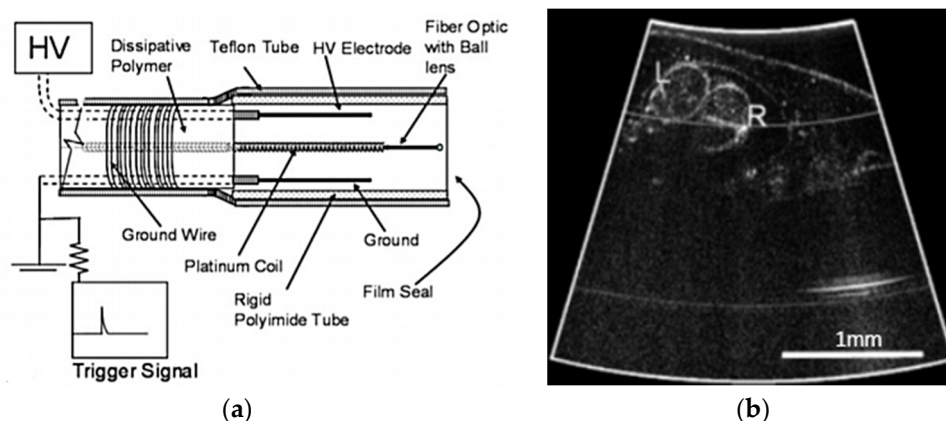 HV
Dissipative
Polymer
Teflon Tube
HV Electrode
Fiber Optic
with Ball
lens
Ground Wire
Platinum Coil
Ground
Rigid
Polyimide Tube
Film Seal
Trigger Signal
(a)
L
R
1mm
(b)